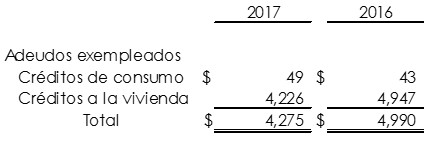 2017 2016
Adeudos exempleados
Créditos de consumo $ 49 $ 43
Créditos a la vivienda 4,226 4,947
Total $ 4,275 $ 4,990